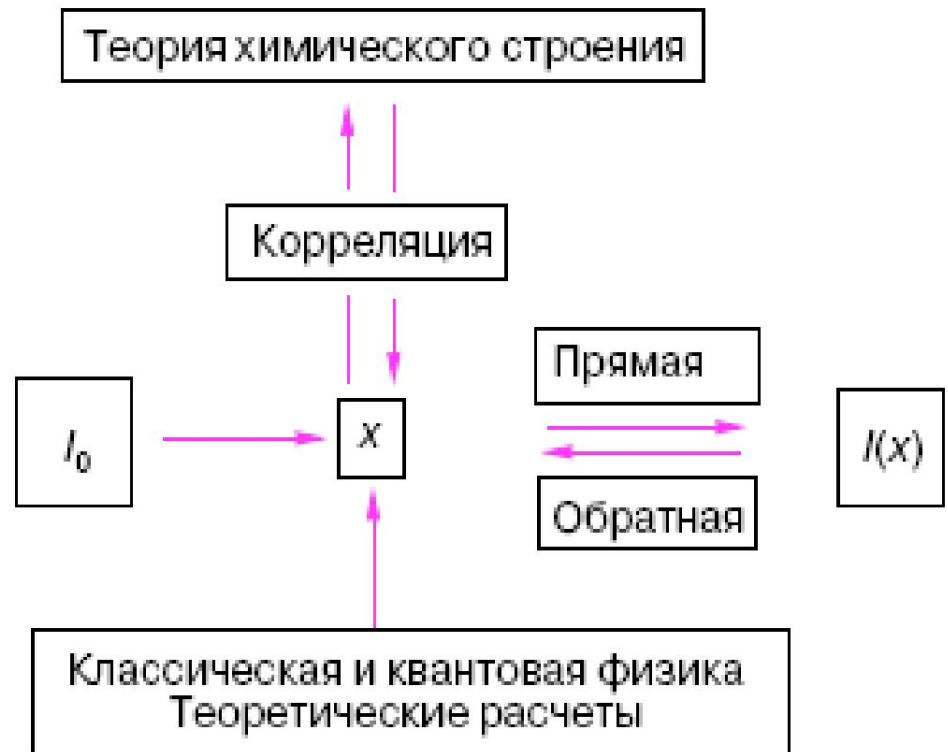 Теория химического строения
Корреляция
Прямая
I₀
x
I(x)
Обратная
Классическая и квантовая физика
Теоретические расчеты